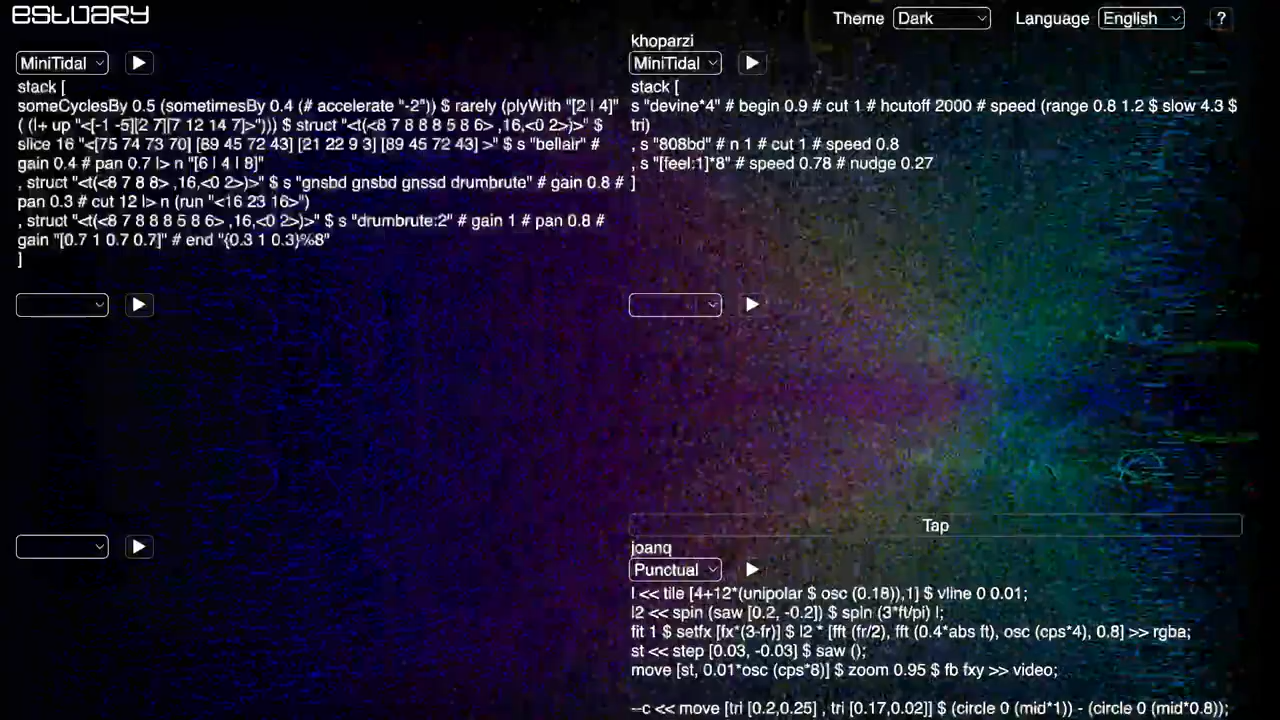 estuary
Theme Dark Language English ?
MiniTidal
stack [
someCyclesBy 0.5 (sometimesBy 0.4 (# accelerate "-2")) $ rarely (plyWith "[2 | 4]"
( (|+ up "<[-1 -5][2 7][7 12 14 7]>"))) $ struct "<t(<8 7 8 8 8 5 8 6> ,16,<0 2>)>" $
slice 16 "<[75 74 73 70] [89 45 72 43] [21 22 9 3] [89 45 72 43] >" $ s "bellair" #
gain 0.4 # pan 0.7 |> n "[6 | 4 | 8]"
, struct "<t(<8 7 8 8> ,16,<0 2>)>" $ s "gnsbd gnsbd gnssd drumbrute" # gain 0.8 #
pan 0.3 # cut 12 |> n (run "<16 23 16>")
, struct "<t(<8 7 8 8 8 5 8 6> ,16,<0 2>)>" $ s "drumbrute:2" # gain 1 # pan 0.8 #
gain "[0.7 1 0.7 0.7]" # end "{0.3 1 0.3}%8"
]
khoparzi
MiniTidal
stack [
s "devine*4" # begin 0.9 # cut 1 # hcutoff 2000 # speed (range 0.8 1.2 $ slow 4.3 $
tri)
, s "808bd" # n 1 # cut 1 # speed 0.8
, s "[feel:1]*8" # speed 0.78 # nudge 0.27
]
Tap
joanq
Punctual
l << tile [4+12*(unipolar $ osc (0.18)),1] $ vline 0 0.01;
l2 << spin (saw [0.2, -0.2]) $ spin (3*ft/pi) l;
fit 1 $ setfx [fx*(3-fr)] $ l2 * [fft (fr/2), fft (0.4*abs ft), osc (cps*4), 0.8] >> rgba;
st << step [0.03, -0.03] $ saw ();
move [st, 0.01*osc (cps*8)] $ zoom 0.95 $ fb fxy >> video;
--c << move [tri [0.2,0.25] , tri [0.17,0.02]] $ (circle 0 (mid*1)) - (circle 0 (mid*0.8));